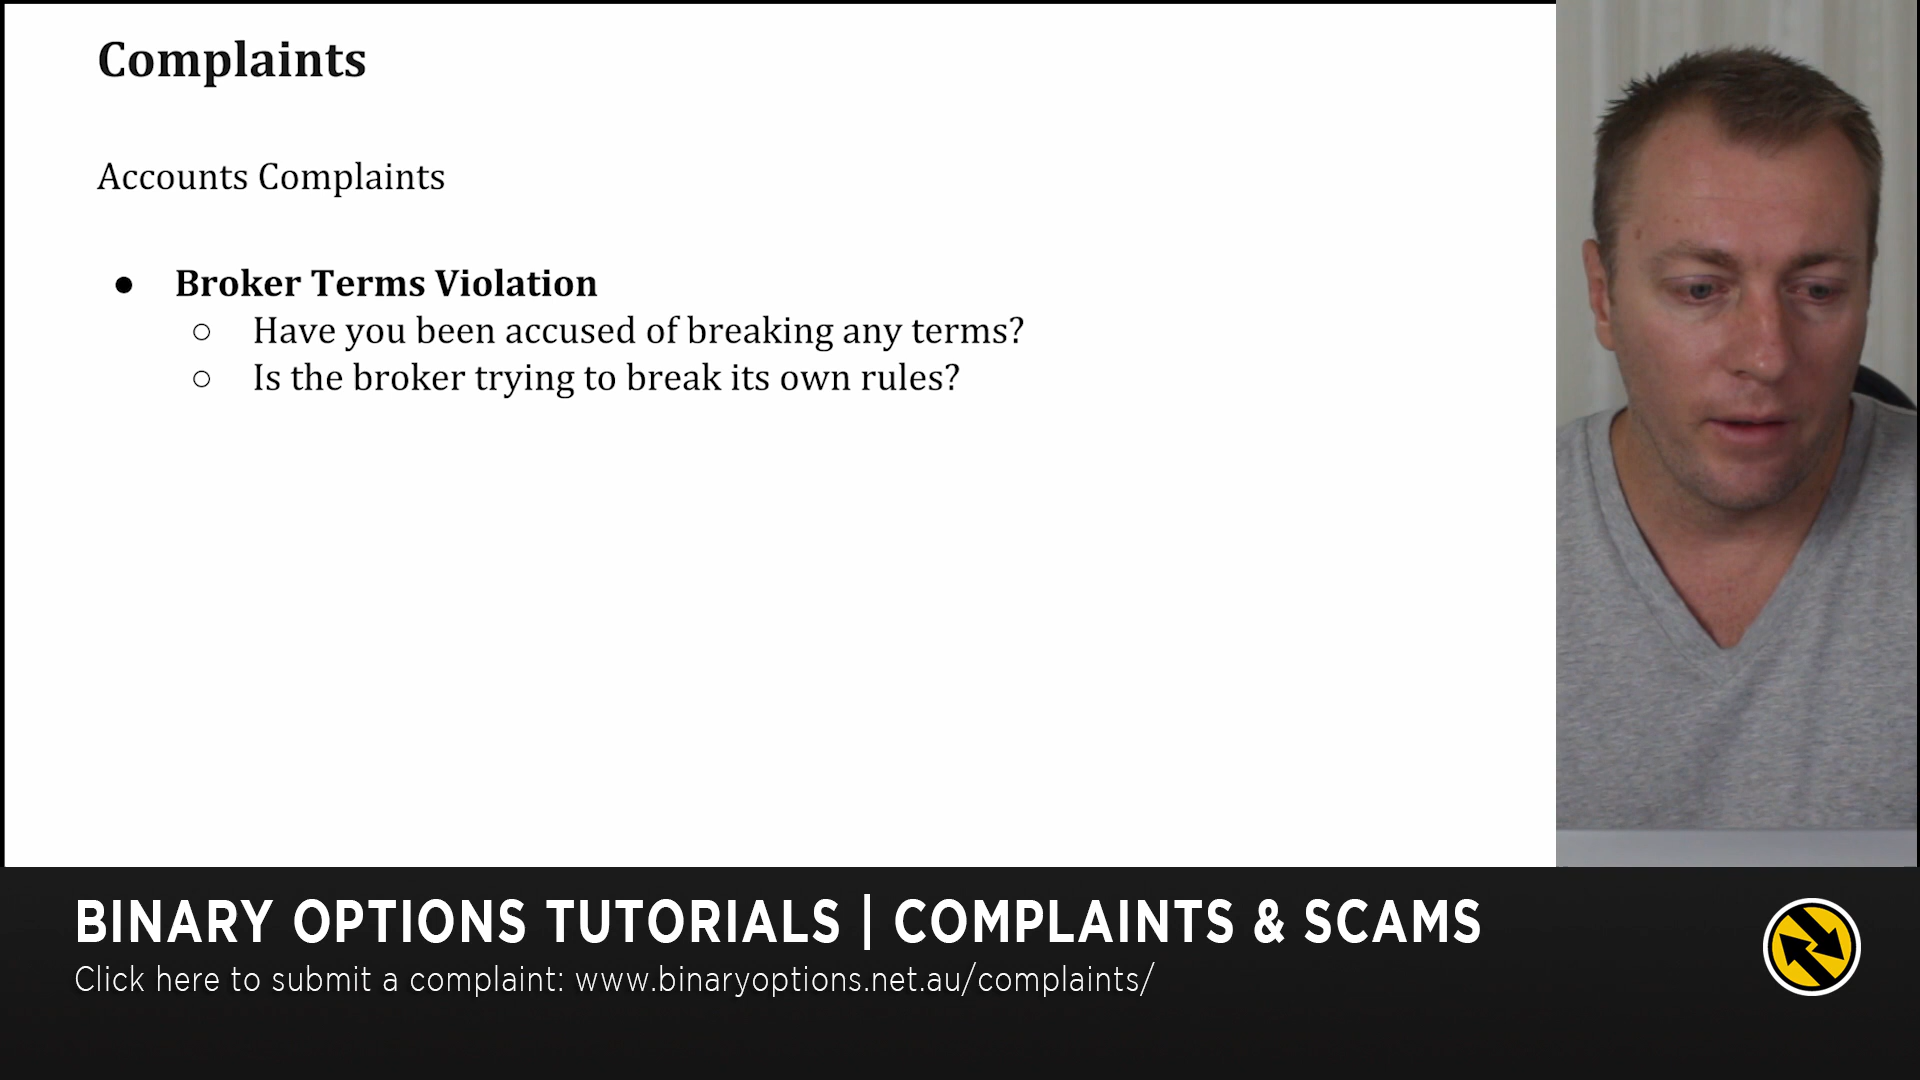 Complaints
Accounts Complaints
● Broker Terms Violation
○ Have you been accused of breaking any terms?
○ Is the broker trying to break its own rules?
BINARY OPTIONS TUTORIALS | COMPLAINTS & SCAMS
Click here to submit a complaint: www.binaryoptions.net.au/complaints/